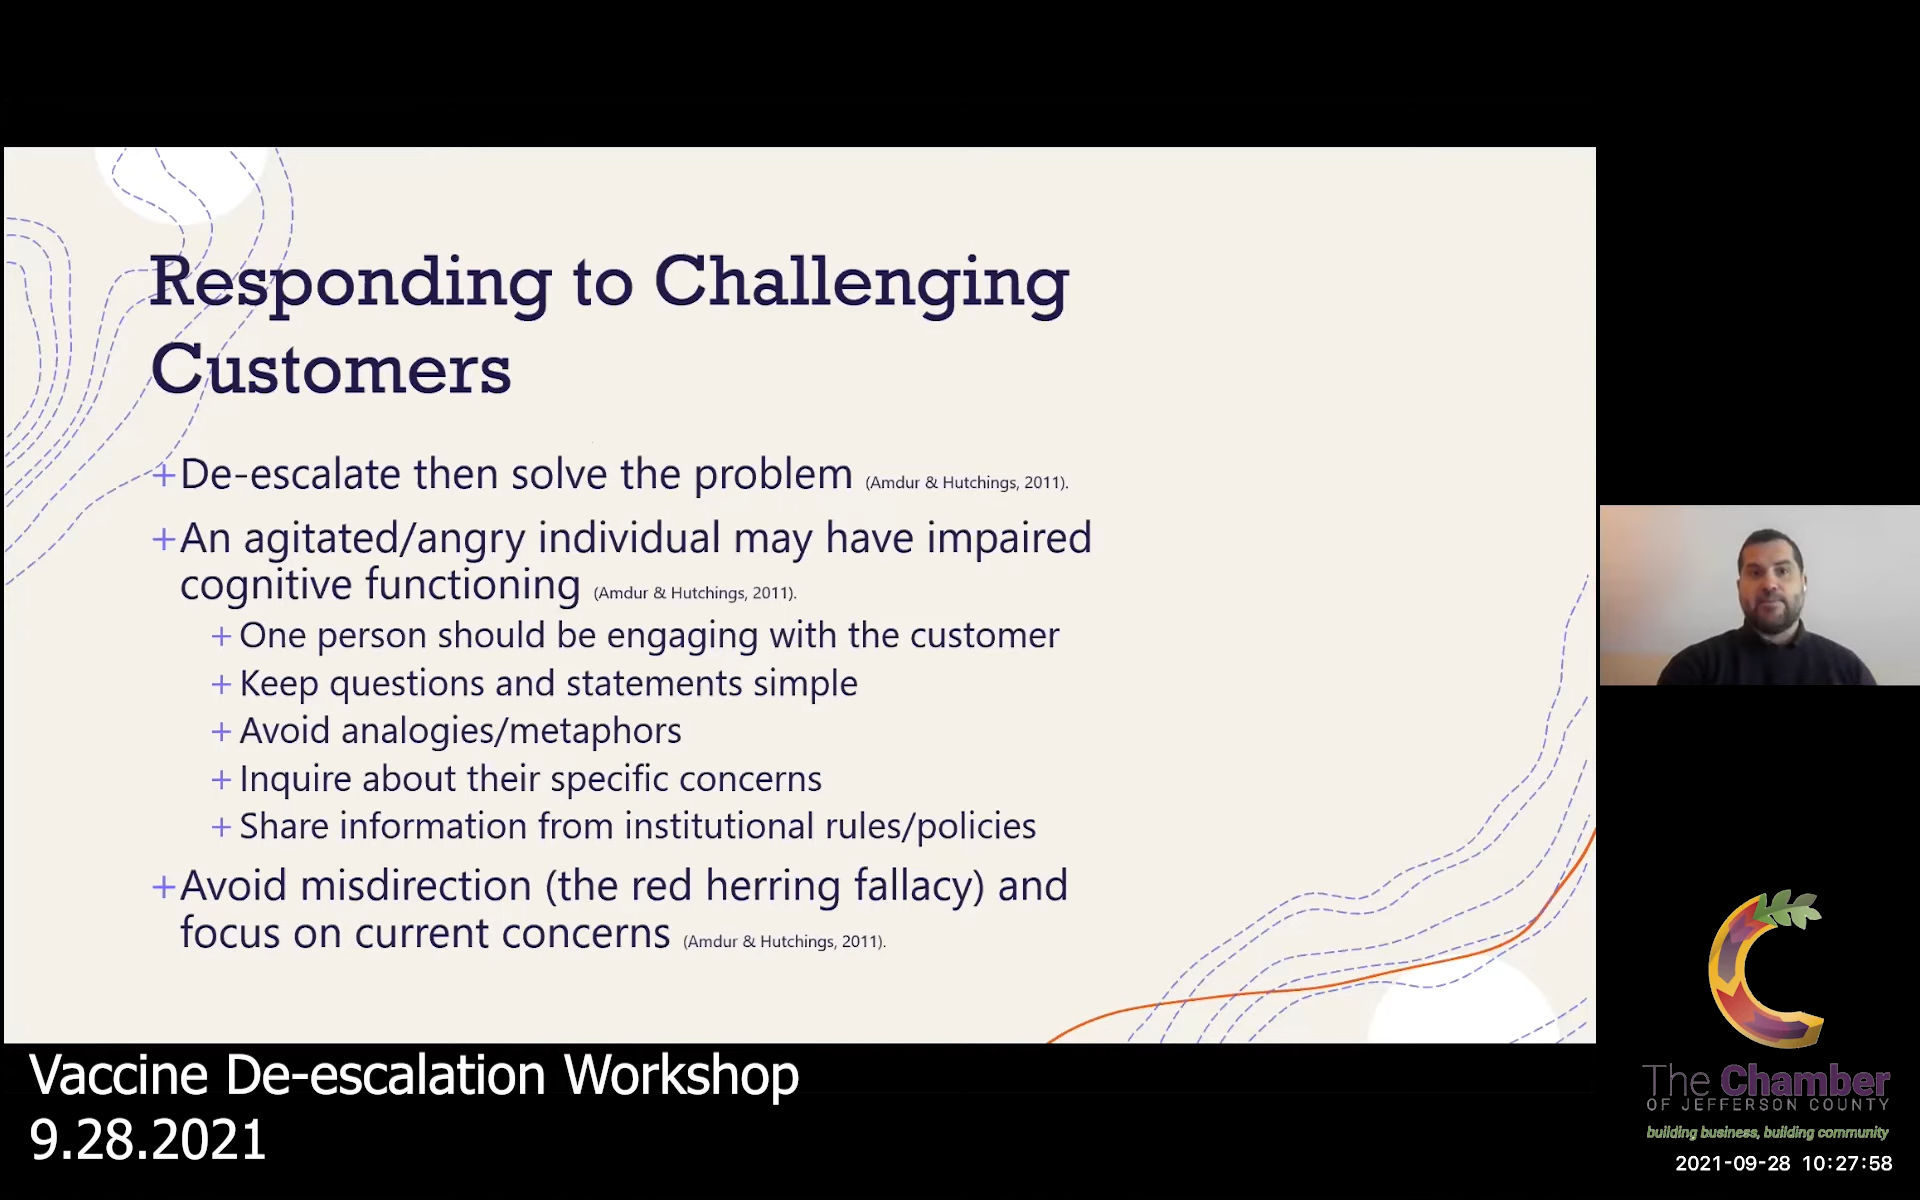 Responding to Challenging
Customers
+De-escalate then solve the problem (Amdur & Hutchings, 2011).
+An agitated/angry individual may have impaired
cognitive functioning (Amdur & Hutchings, 2011).
+ One person should be engaging with the customer
+ Keep questions and statements simple
+ Avoid analogies/metaphors
+ Inquire about their specific concerns
+ Share information from institutional rules/policies
+Avoid misdirection (the red herring fallacy) and
focus on current concerns (Amdur & Hutchings, 2011).
Vaccine De-escalation Workshop
9.28.2021
The Chamber
OF JEFFERSON COUNTY
building business, building community
2021-09-28 10:27:58